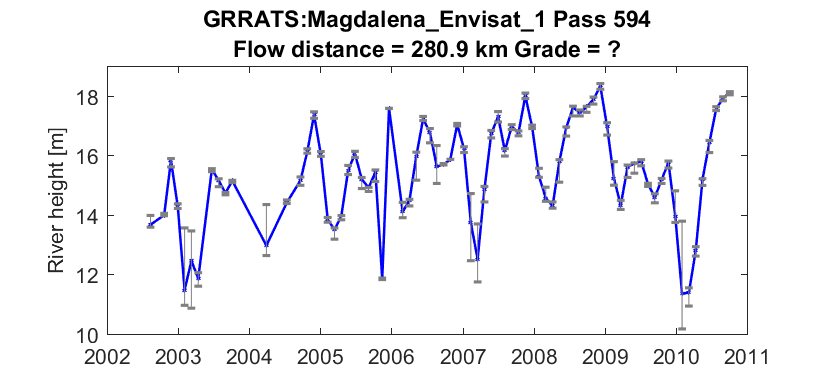 GRRATS:Magdalena_Envisat_1 Pass 594
Flow distance = 280.9 km Grade = ?
River height [m]
18
16
14
12
10
2002 2003 2004 2005 2006 2007 2008 2009 2010 2011